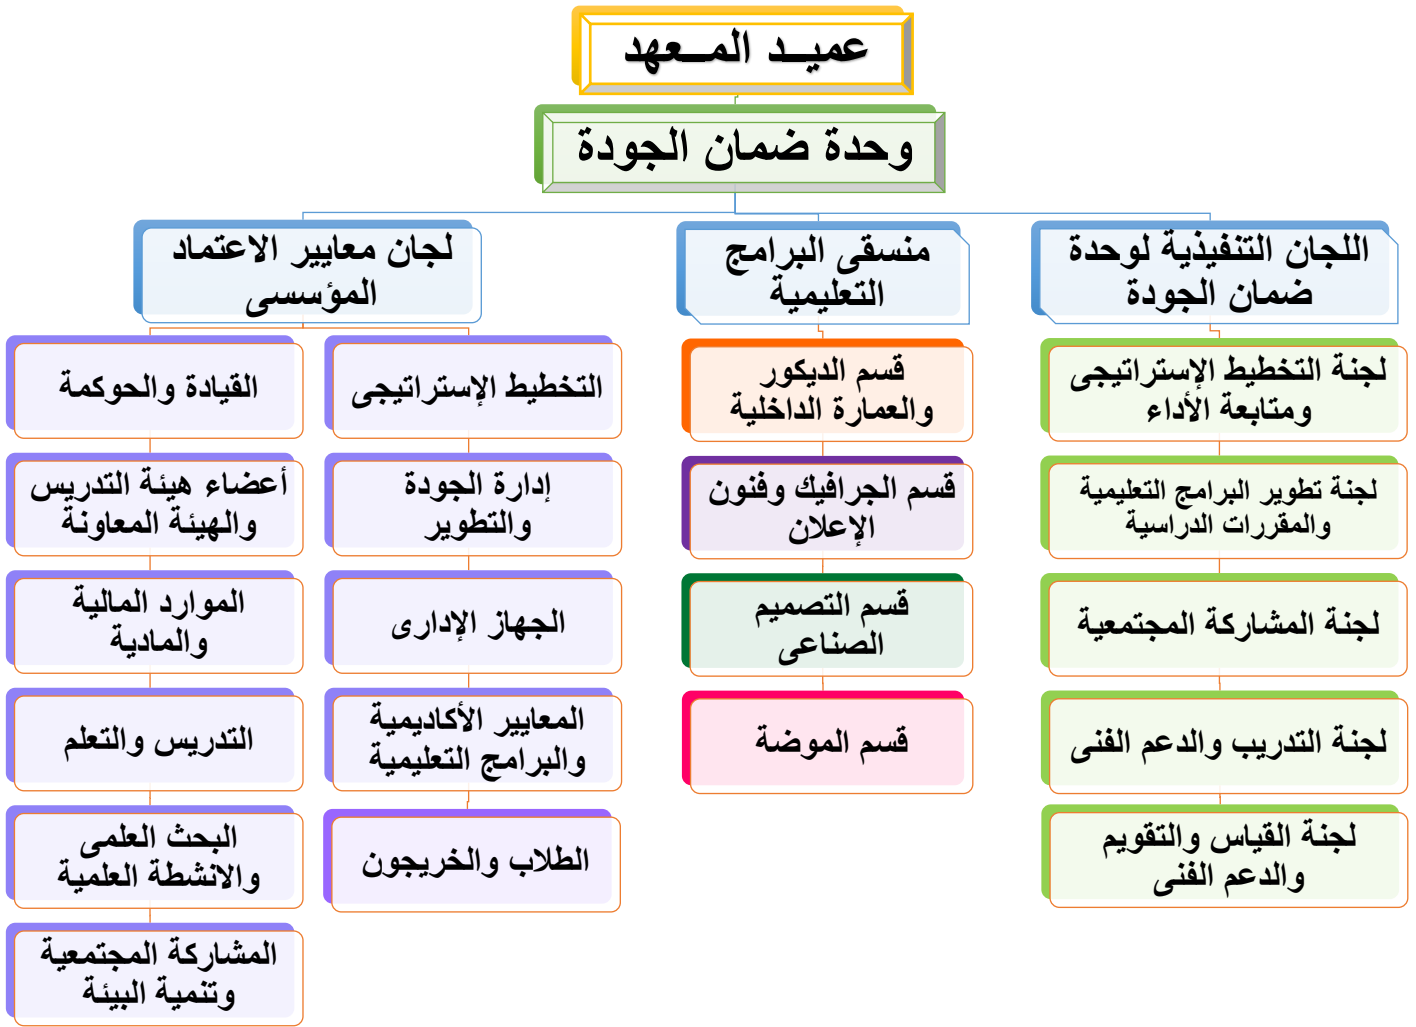 عميــد المــعهد
وحدة ضمان الجودة
اللجان التنفيذية لوحدة
ضمان الجودة
لجنة التخطيط الإستراتيجى
ومتابعة الأداء
لجنة تطوير البرامج التعليمية
والمقررات الدراسية
لجنة المشاركة المجتمعية
لجنة التدريب والدعم الفنى
لجنة القياس والتقويم
والدعم الفنى
منسقى البرامج
التعليمية
قسم الديكور
والعمارة الداخلية
قسم الجرافيك وفنون
الإعلان
قسم التصميم
الصناعى
قسم الموضة
لجان معايير الاعتماد
المؤسسى
التخطيط الإستراتيجى
إدارة الجودة
والتطوير
الجهاز الإدارى
المعايير الأكاديمية
والبرامج التعليمية
الطلاب والخريجون
القيادة والحوكمة
أعضاء هيئة التدريس
والهيئة المعاونة
الموارد المالية
والمادية
التدريس والتعلم
البحث العلمى
والانشطة العلمية
المشاركة المجتمعية
وتنمية البيئة